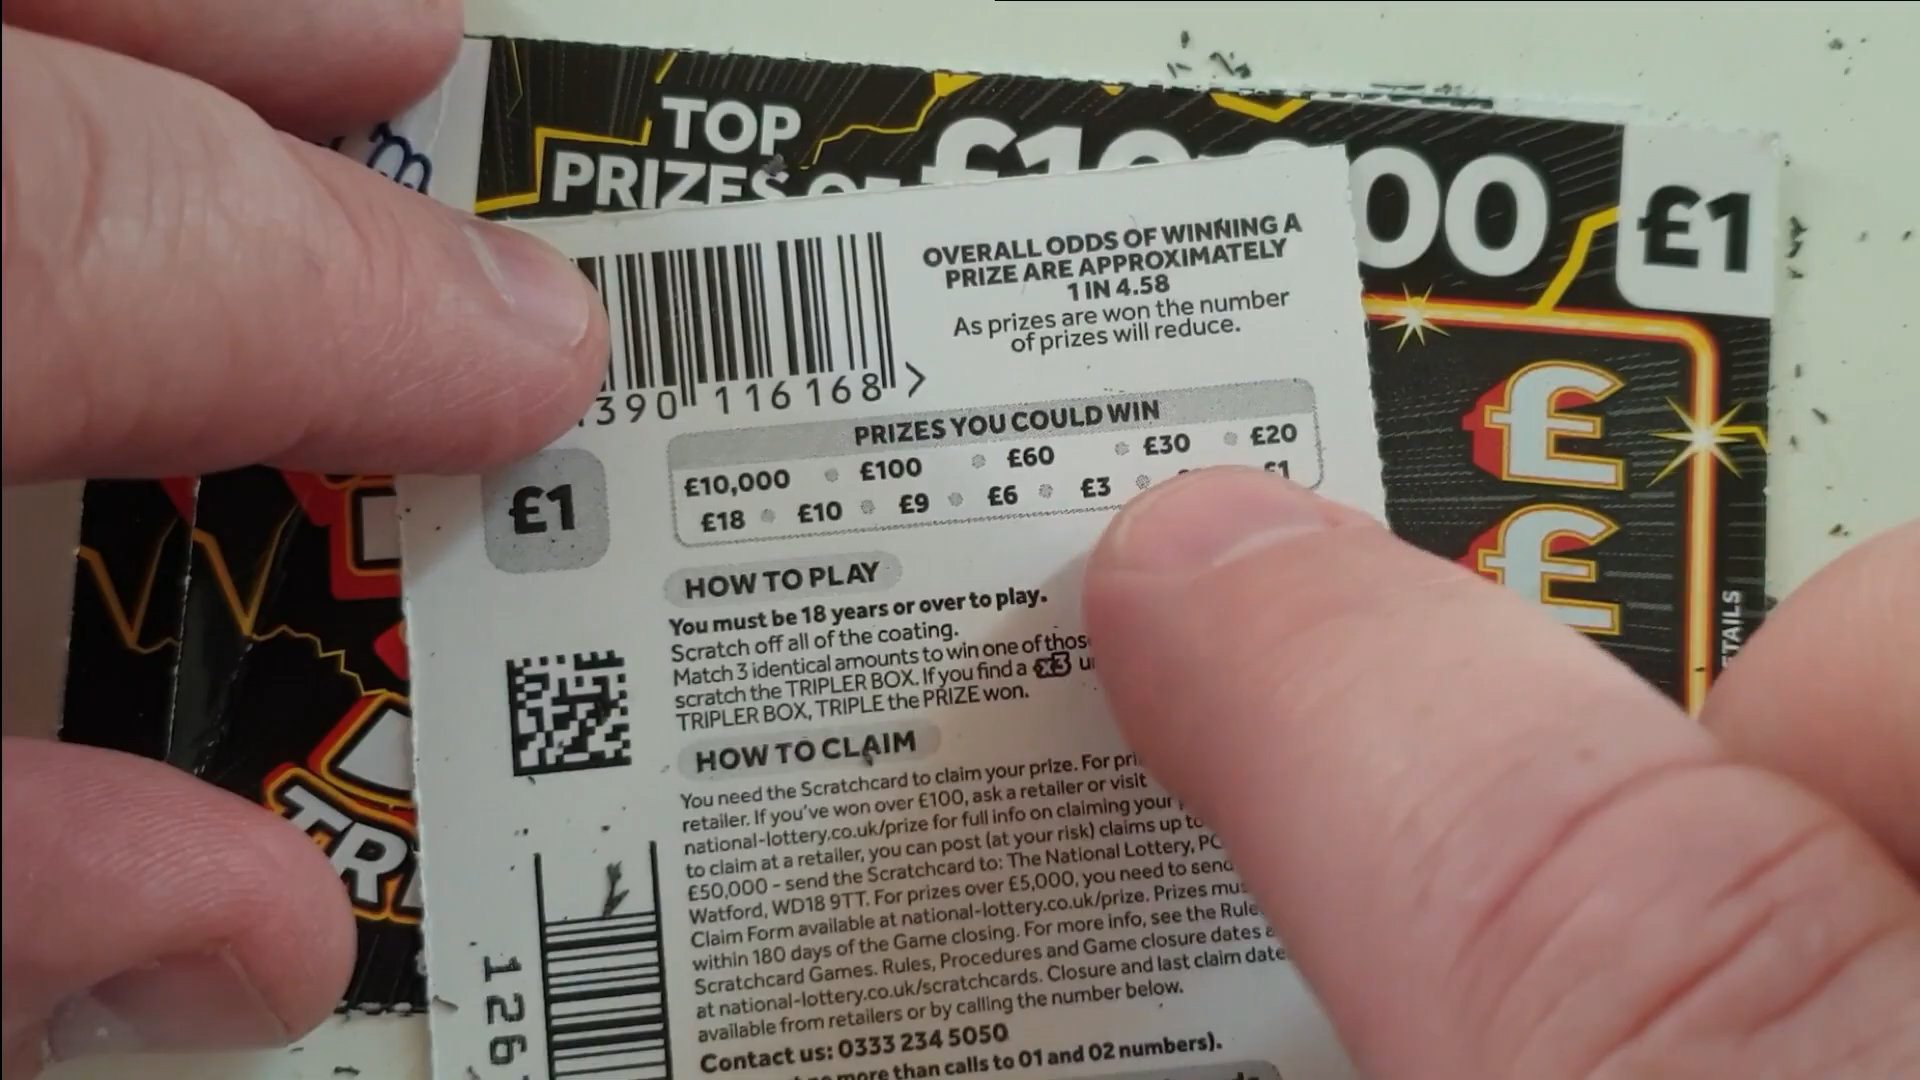 TOP
PRIZES OF £10,000
£1
OVERALL ODDS OF WINNING A
PRIZE ARE APPROXIMATELY
1 IN 4.58
As prizes are won the number
of prizes will reduce.
390 116168 >
PRIZES YOU COULD WIN
£10,000 £100 £60 £30 £20
£18 £10 £9 £6 £3 £1
£1
HOW TO PLAY
You must be 18 years or over to play.
Scratch off all of the coating.
Match 3 identical amounts to win one of
scratch the TRIPLER BOX. If you find a x3
TRIPLER BOX, TRIPLE the PRIZE won.
HOW TO CLAIM
You need the Scratchcard to claim your prize. For
retailer. If you've won over £100, ask a retailer or visit
national-lottery.co.uk/prize for full info on claiming your
to claim at a retailer, you can post (at your risk) claims up to
£50,000 - send the Scratchcard to: The National Lottery,
Watford, WD18 9TT. For prizes over £5,000, you need to send
Claim Form available at national-lottery.co.uk/prize. Prizes
within 180 days of the Game closing. For more info, see the
Scratchcard Games. Rules, Procedures and Game closure dates
at national-lottery.co.uk/scratchcards. Closure and last claim
available from retailers or by calling the number below.
Contact us: 0333 234 5050
more than calls to 01 and 02 numbers).
126
£
£